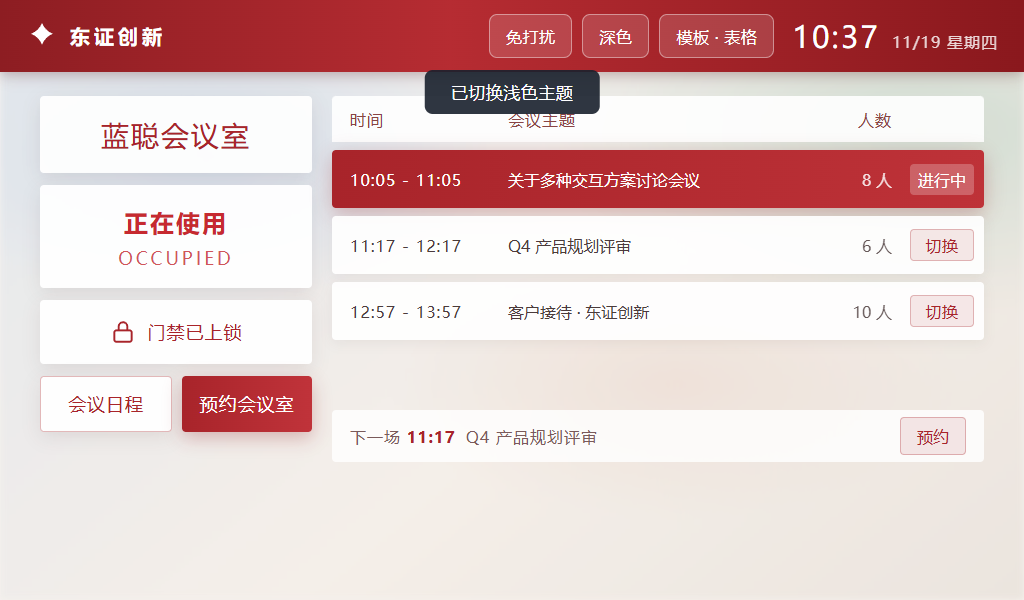 东证创新
免打扰
深色
模板 · 表格
10:37 11/19 星期四
已切换浅色主题
蓝聪会议室
正在使用
OCCUPIED
门禁已上锁
会议日程
预约会议室
时间 会议主题 人数
10:05 - 11:05 关于多种交互方案讨论会议 8 人 进行中
11:17 - 12:17 Q4 产品规划评审 6 人 切换
12:57 - 13:57 客户接待 · 东证创新 10 人 切换
下一场 11:17 Q4 产品规划评审 预约